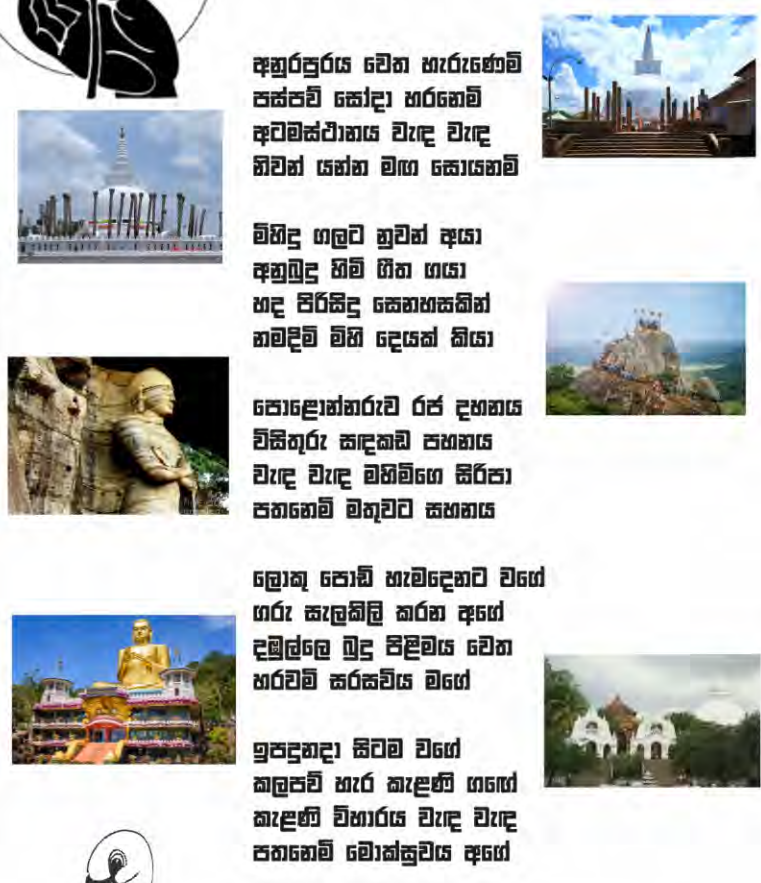 අනුරපුරය වෙත හැරුණෙමි
පස්පව් සෝදා හරනෙමි
අටමස්ථානය වැඳ වැඳ
නිවන් යන්න මඟ සොයනමි
මිහිදු ගලට නුවන් අයා
අනුබුදු හිමි ගීත ගයා
හද පිරිසිදු සෙනහසකින්
නමදිමි මිහි දෙයක් කියා
පොළොන්නරුව රජ දහනය
විසිතුරු සඳකඩ පහනය
වැඳ වැඳ මහිමිගෙ සිරිපා
පතනෙමි මතුවට සහනය
ලොකු පොඩි හැමදෙනට වගේ
ගරු සැලකිලි කරන අගේ
දඹුල්ලෙ බුදු පිළිමය වෙත
හරවමි සරසවිය මගේ
ඉපදුනදා සිටම වගේ
කලපව් හැර කැළණි ගඟේ
කැළණි විහාරය වැඳ වැඳ
පතනෙමි මොක්සුවය අගේ